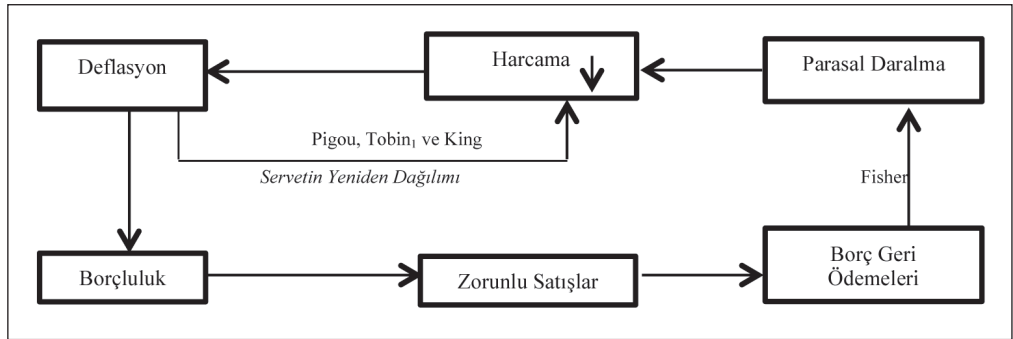 Deflasyon
Harcama
Parasal Daralma
Pigou, Tobin₁ ve King
Servetin Yeniden Dağılımı
Fisher
Borçluluk
Zorunlu Satışlar
Borç Geri
Ödemeleri